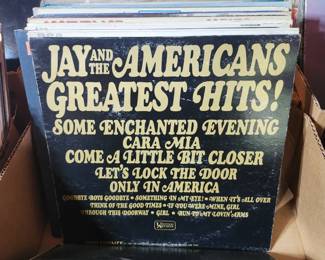 JAY AND THE AMERICANS
GREATEST HITS!
SOME ENCHANTED EVENING
CARA MIA
COME A LITTLE BIT CLOSER
LET'S LOCK THE DOOR
ONLY IN AMERICA
GOODBYE BOYS GOODBYE • SOMETHING IN MY EYE! • WHEN IT'S ALL OVER
THINK OF THE GOOD TIMES • IF YOU WERE MINE, GIRL
THROUGH THIS DOORWAY • GIRL • RUN TO MY LOVIN' ARMS